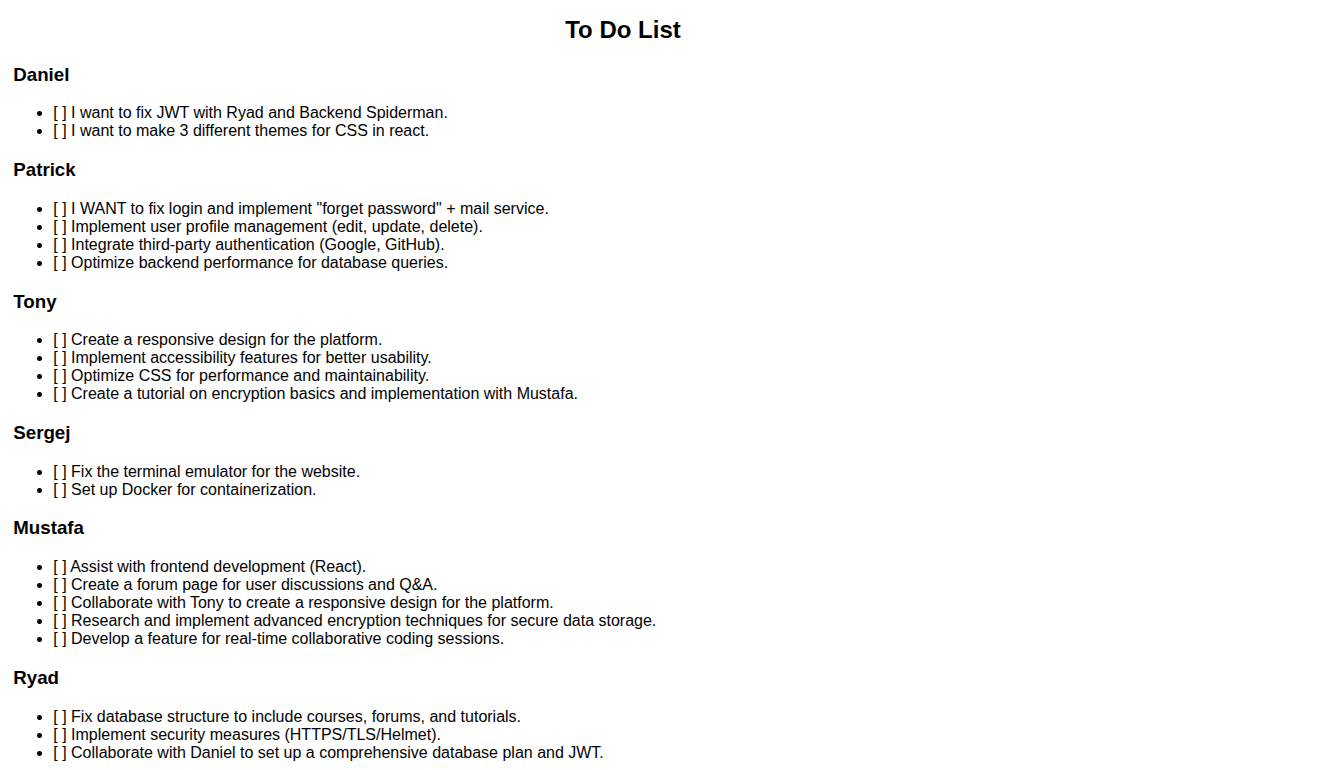 To Do List
Daniel
• [ ] I want to fix JWT with Ryad and Backend Spiderman.
• [ ] I want to make 3 different themes for CSS in react.
Patrick
• [ ] I WANT to fix login and implement "forget password" + mail service.
• [ ] Implement user profile management (edit, update, delete).
• [ ] Integrate third-party authentication (Google, GitHub).
• [ ] Optimize backend performance for database queries.
Tony
• [ ] Create a responsive design for the platform.
• [ ] Implement accessibility features for better usability.
• [ ] Optimize CSS for performance and maintainability.
• [ ] Create a tutorial on encryption basics and implementation with Mustafa.
Sergej
• [ ] Fix the terminal emulator for the website.
• [ ] Set up Docker for containerization.
Mustafa
• [ ] Assist with frontend development (React).
• [ ] Create a forum page for user discussions and Q&A.
• [ ] Collaborate with Tony to create a responsive design for the platform.
• [ ] Research and implement advanced encryption techniques for secure data storage.
• [ ] Develop a feature for real-time collaborative coding sessions.
Ryad
• [ ] Fix database structure to include courses, forums, and tutorials.
• [ ] Implement security measures (HTTPS/TLS/Helmet).
• [ ] Collaborate with Daniel to set up a comprehensive database plan and JWT.